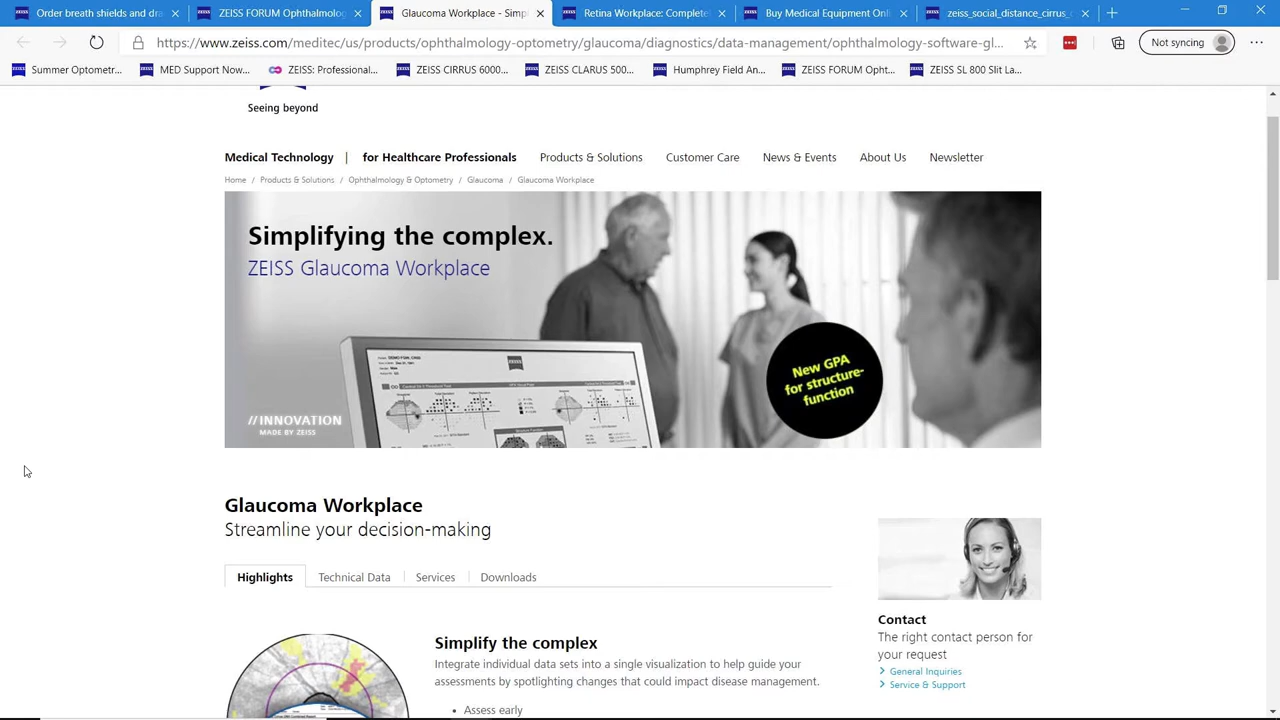 Order breath shields and dra
ZEISS FORUM Ophthalmolog
Glaucoma Workplace - Simpl
Retina Workplace: Complete
Buy Medical Equipment Onli
zeiss_social_distance_cirrus_
https://www.zeiss.com/meditec/us/products/ophthalmology-optometry/glaucoma/diagnostics/data-management/ophthalmology-software-gl...
Not syncing
Summer Optometr...
MED Support Now...
ZEISS: Professional...
ZEISS CIRRUS 6000...
ZEISS CLARUS 500...
Humphrey Field An...
ZEISS FORUM Opht...
ZEISS SL 800 Slit La...
Seeing beyond
Medical Technology | for Healthcare Professionals Products & Solutions Customer Care News & Events About Us Newsletter
Home / Products & Solutions / Ophthalmology & Optometry / Glaucoma / Glaucoma Workplace
Simplifying the complex.
ZEISS Glaucoma Workplace
ZEISS
New GPA
for structure-
function
//INNOVATION
MADE BY ZEISS
Glaucoma Workplace
Streamline your decision-making
Highlights Technical Data Services Downloads
Simplify the complex
Integrate individual data sets into a single visualization to help guide your
assessments by spotlighting changes that could impact disease management.
• Assess early
Contact
The right contact person for
your request
General Inquiries
Service & Support